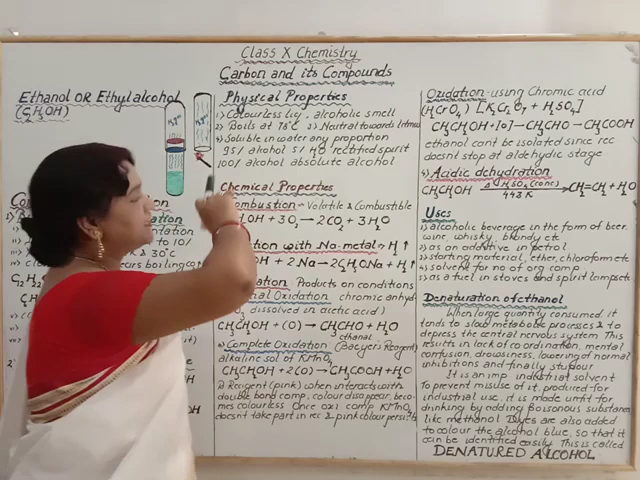 Class X Chemistry
Carbon and its Compounds
Ethanol OR Ethyl alcohol
(C₂H₅OH)
Physical Properties
1) Colourless liq, alcoholic smell
2) Boils at 78°C 3) Neutral towards litmus
4) Soluble in water any proportion
95% alcohol 5% H₂O rectified spirit
100% alcohol absolute alcohol
Chemical Properties
Combustion - Volatile & Combustible
OH + 3O₂ → 2CO₂ + 3H₂O
with Na metal → H₂↑
OH + 2Na → 2C₂H₅ONa + H₂↑
Products on conditions
Oxidation chromic anhyd
dissolved in acetic acid)
CH₃CH₂OH + (O) → CH₃CHO + H₂O
ethanal
Complete Oxidation (Baeyer's Reagent)
alkaline sol of KMnO₄
CH₃CH₂OH + 2(O) → CH₃COOH + H₂O
Reagent (pink) when interacts with
double bond comp, colour disappear, be
comes colourless Once oxi comp KMnO₄
doesnt take part in rec & pink colour persists
Oxidation - using Chromic acid
(H₂CrO₄) [K₂Cr₂O₇ + H₂SO₄]
CH₃CH₂OH + [O] → CH₃CHO → CH₃COOH
ethanal cant be isolated since rec
doesnt stop at aldehydic stage
4) Acidic dehydration
CH₃CH₂OH Δ H₂SO₄(conc) 443 K → CH₂=CH₂ + H₂O
Uses
1) alcoholic beverage in the form of beer,
wine, whisky, brandy, etc
2) as an additive in petrol
3) starting material, ether, chloroform etc
4) solvent for no of org comp
5) as a fuel in stoves and spirit lamps etc
Denaturation of ethanol
When large quantity consumed, it
tends to slow metabolic processes & to
depress the central nervous system. This
results in lack of coordination, mental
confusion, drowsiness, lowering of normal
inhibitions and finally stupour
It is an imp industrial solvent
To prevent misuse of it, produced for
industrial use, it is made unfit for
drinking by adding Poisonous substance
like methanol Dyes are also added
to colour the alcohol blue, so that it
can be identified easily. This is called
DENATURED ALCOHOL